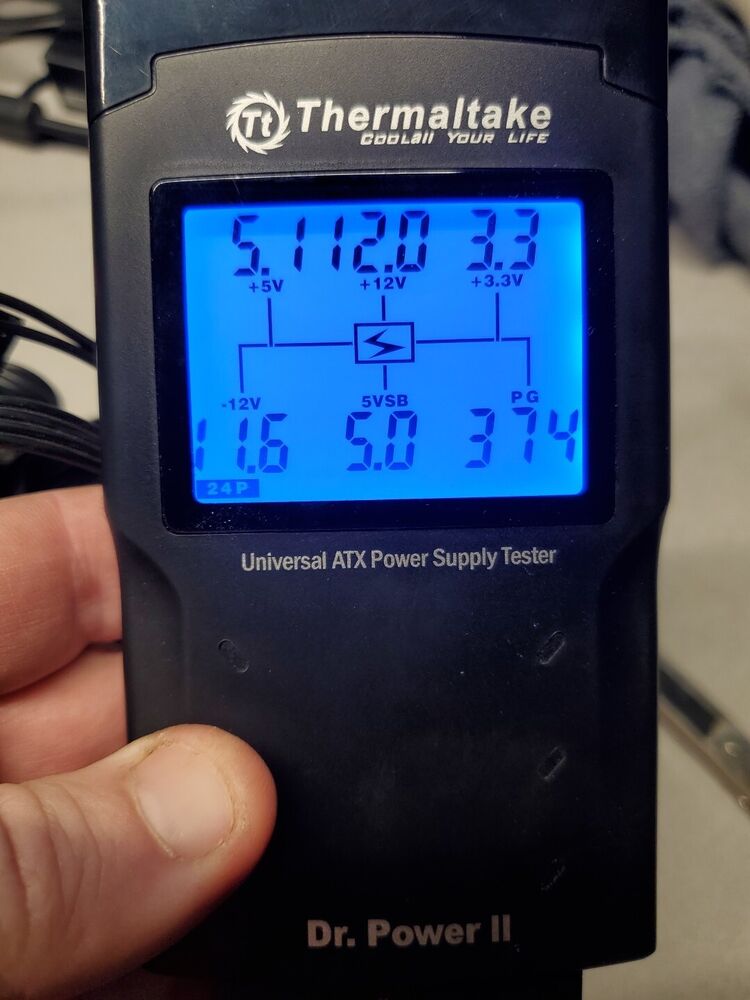 Tt Thermaltake
COOLall YOUR LIFE
5.1 12.0 3.3
+5V +12V +3.3V
-12V 5VSB PG
11.6 5.0 374
24P
Universal ATX Power Supply Tester
Dr. Power II